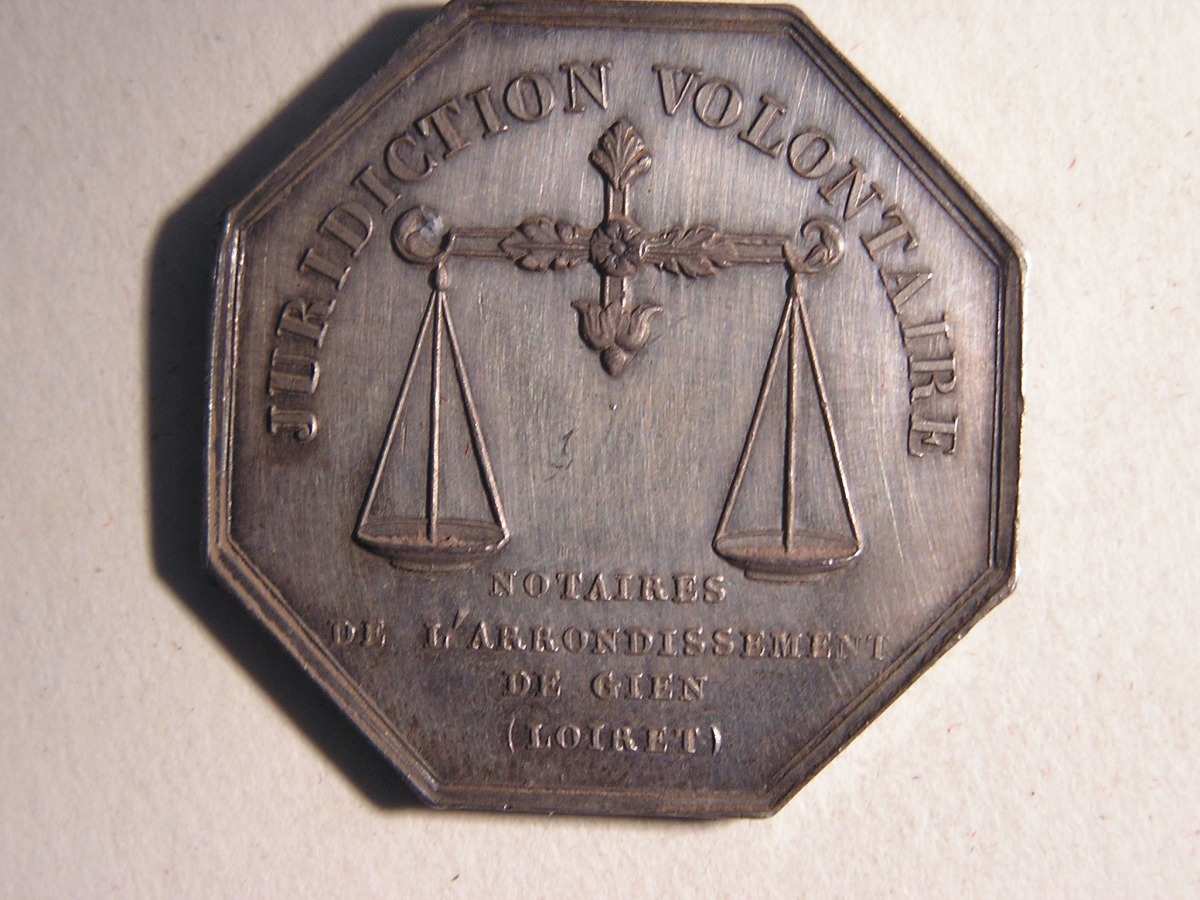 JURIDICTION VOLONTAIRE
NOTAIRES
DE L'ARRONDISSEMENT
DE GIEN
(LOIRET)